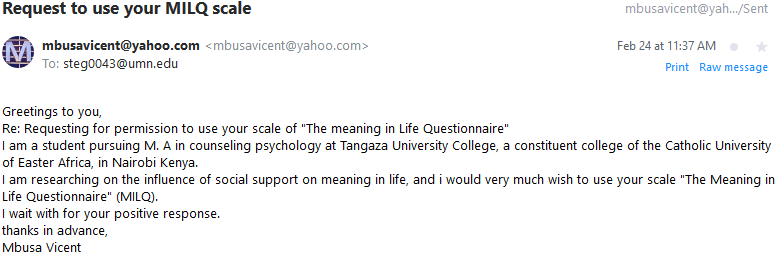 Request to use your MILQ scale
mbusavicent@yah.../Sent
mbusavicent@yahoo.com <mbusavicent@yahoo.com>
Feb 24 at 11:37 AM
To: steg0043@umn.edu
Print Raw message
Greetings to you,
Re: Requesting for permission to use your scale of "The meaning in Life Questionnaire"
I am a student pursuing M. A in counseling psychology at Tangaza University College, a constituent college of the Catholic University
of Easter Africa, in Nairobi Kenya.
I am researching on the influence of social support on meaning in life, and i would very much wish to use your scale "The Meaning in
Life Questionnaire" (MILQ).
I wait with for your positive response.
thanks in advance,
Mbusa Vicent